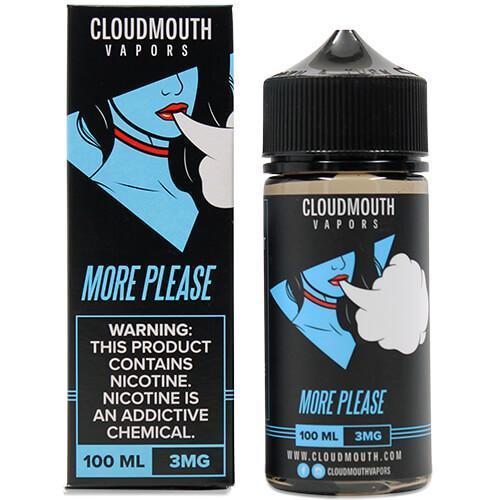 CLOUDMOUTH
VAPORS
MORE PLEASE
WARNING:
THIS PRODUCT
CONTAINS
NICOTINE.
NICOTINE IS
AN ADDICTIVE
CHEMICAL.
100 ML 3MG
CLOUDMOUTH
VAPORS
MORE PLEASE
100 ML 3MG
WWW.CLOUDMOUTH.COM
CLOUDMOUTHVAPORS